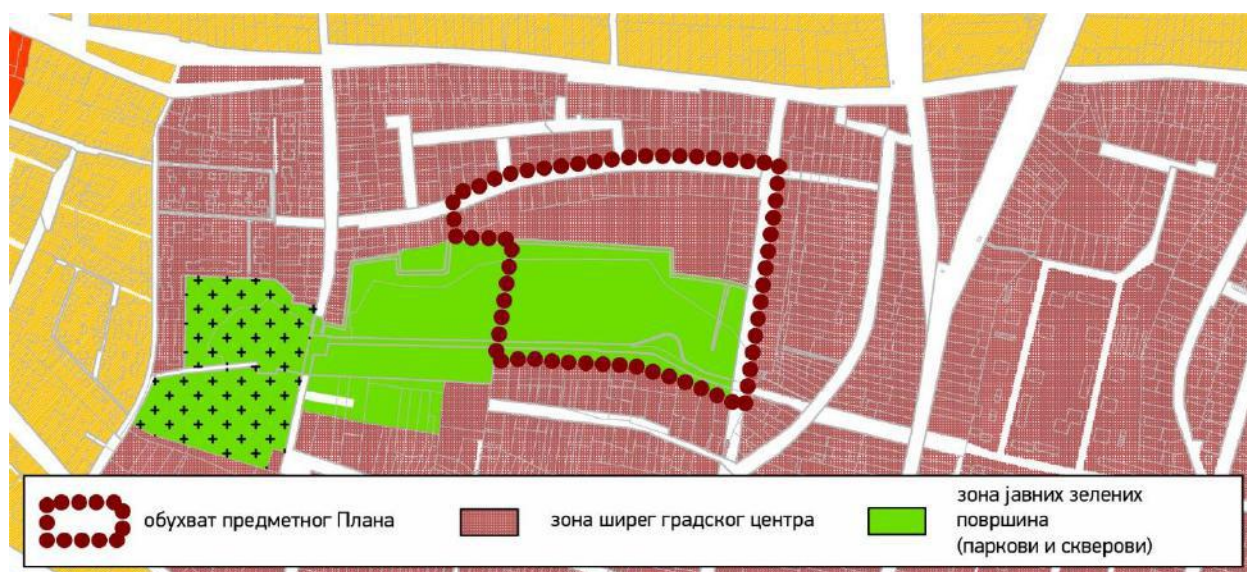 обухват предметног Плана
зона ширег градског центра
зона јавних зелених
површина
(паркови и скверови)